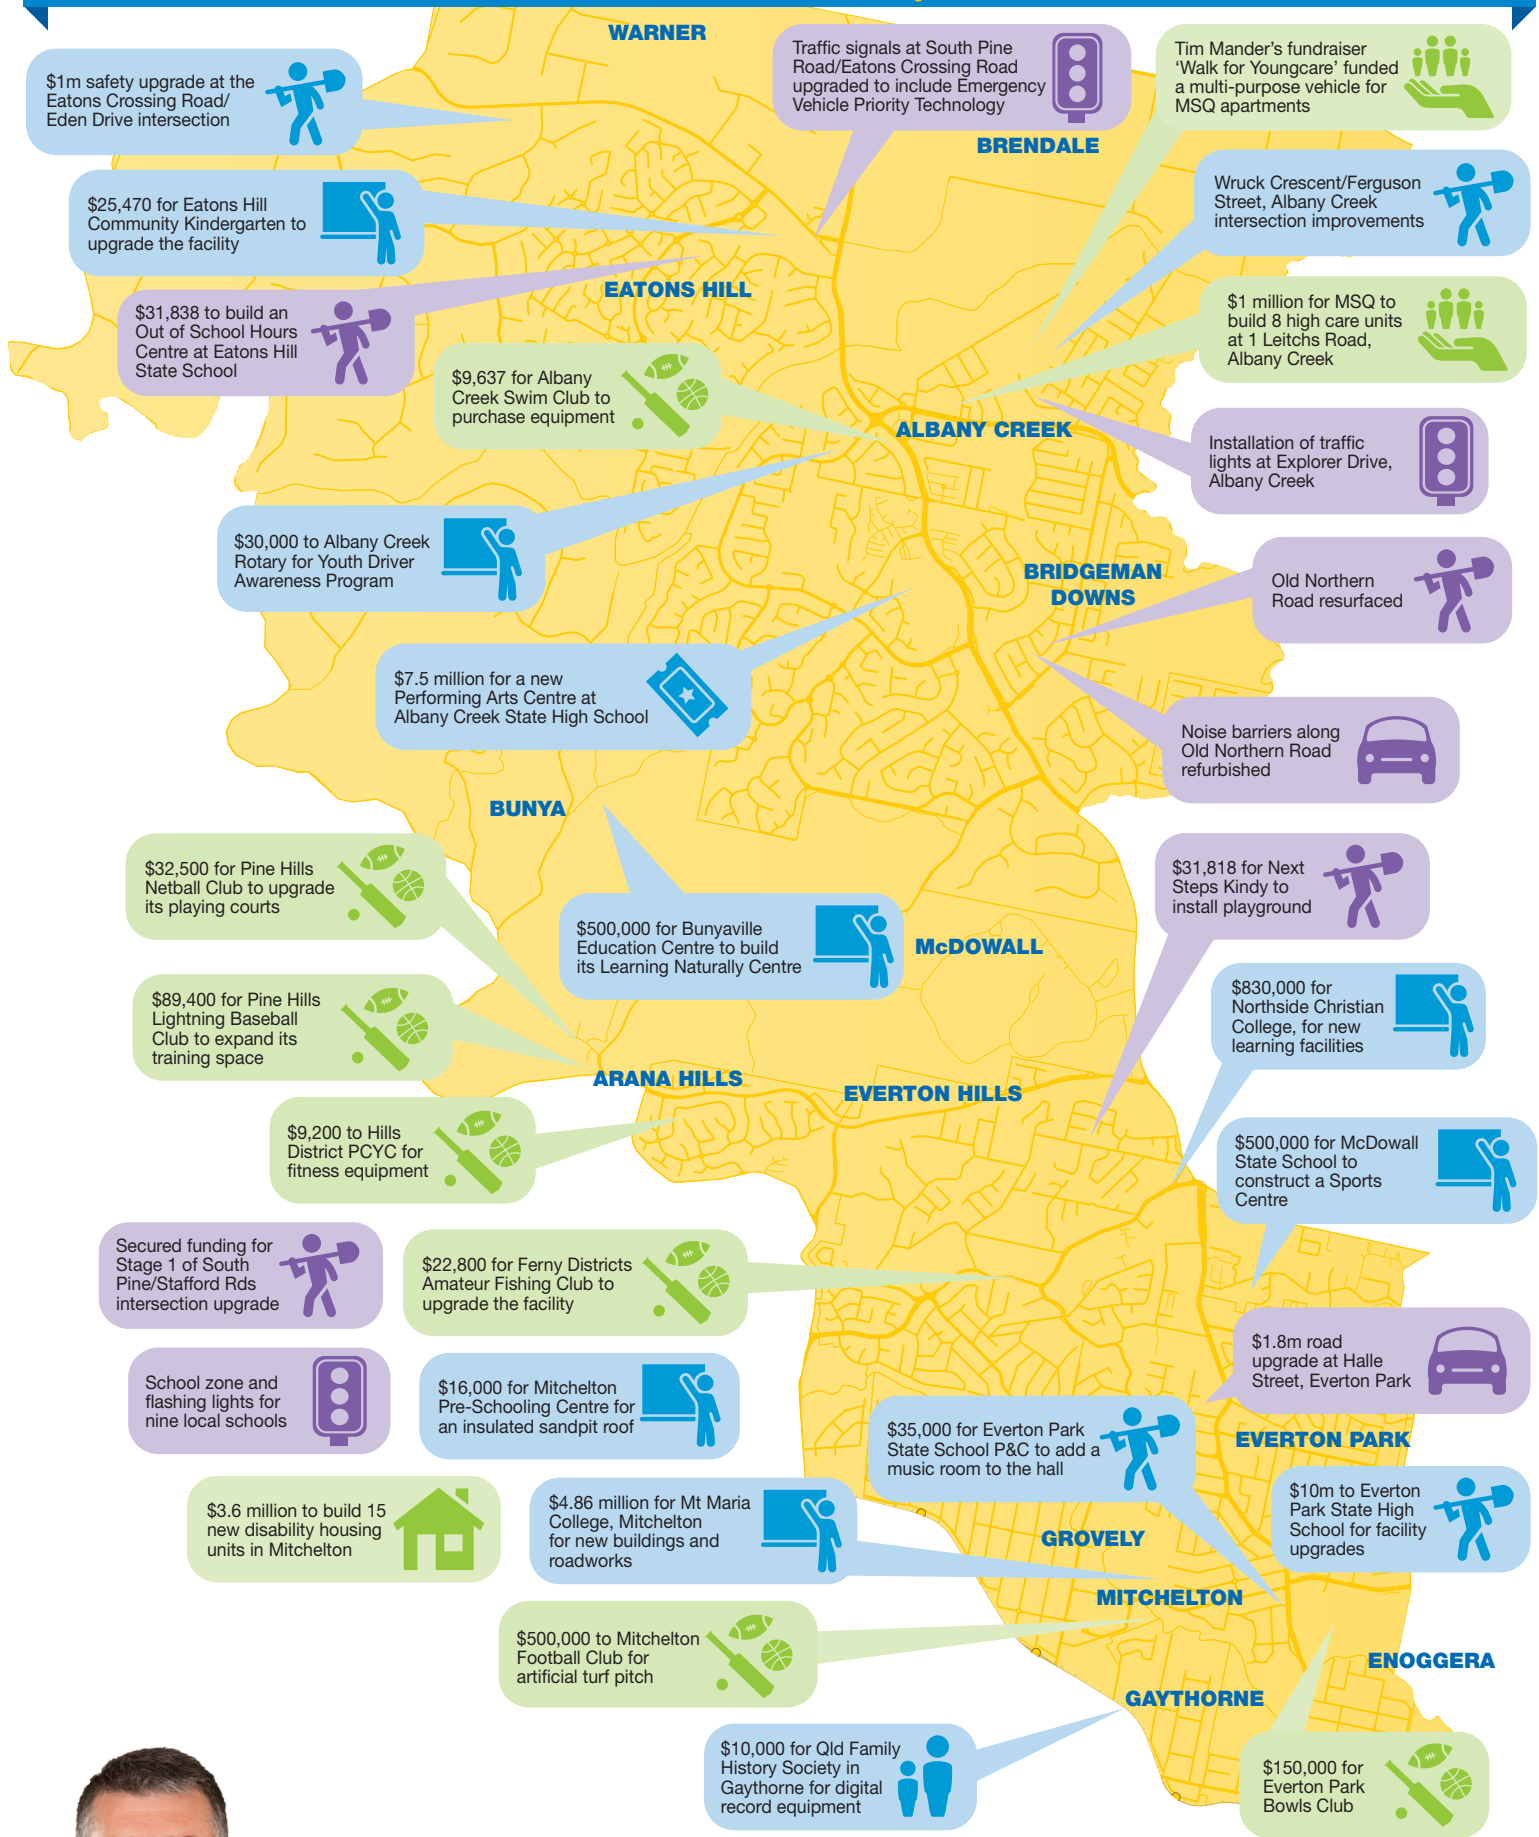 WARNER
$1m safety upgrade at the
Eatons Crossing Road/
Eden Drive intersection
Traffic signals at South Pine
Road/Eatons Crossing Road
upgraded to include Emergency
Vehicle Priority Technology
Tim Mander's fundraiser
'Walk for Youngcare' funded
a multi-purpose vehicle for
MSQ apartments
BRENDALE
$25,470 for Eatons Hill
Community Kindergarten to
upgrade the facility
Wruck Crescent/Ferguson
Street, Albany Creek
intersection improvements
EATONS HILL
$31,838 to build an
Out of School Hours
Centre at Eatons Hill
State School
$1 million for MSQ to
build 8 high care units
at 1 Leitchs Road,
Albany Creek
$9,637 for Albany
Creek Swim Club to
purchase equipment
ALBANY CREEK
Installation of traffic
lights at Explorer Drive,
Albany Creek
$30,000 to Albany Creek
Rotary for Youth Driver
Awareness Program
BRIDGEMAN
DOWNS
Old Northern
Road resurfaced
$7.5 million for a new
Performing Arts Centre at
Albany Creek State High School
Noise barriers along
Old Northern Road
refurbished
BUNYA
$32,500 for Pine Hills
Netball Club to upgrade
its playing courts
$31,818 for Next
Steps Kindy to
install playground
$500,000 for Bunyaville
Education Centre to build
its Learning Naturally Centre
McDOWALL
$89,400 for Pine Hills
Lightning Baseball
Club to expand its
training space
$830,000 for
Northside Christian
College, for new
learning facilities
ARANA HILLS
EVERTON HILLS
$9,200 to Hills
District PCYC for
fitness equipment
$500,000 for McDowall
State School to
construct a Sports
Centre
Secured funding for
Stage 1 of South
Pine/Stafford Rds
intersection upgrade
$22,800 for Ferny Districts
Amateur Fishing Club to
upgrade the facility
$1.8m road
upgrade at Halle
Street, Everton Park
School zone and
flashing lights for
nine local schools
$16,000 for Mitchelton
Pre-Schooling Centre for
an insulated sandpit roof
$35,000 for Everton Park
State School P&C to add a
music room to the hall
EVERTON PARK
$3.6 million to build 15
new disability housing
units in Mitchelton
$4.86 million for Mt Maria
College, Mitchelton
for new buildings and
roadworks
$10m to Everton
Park State High
School for facility
upgrades
GROVELY
MITCHELTON
$500,000 to Mitchelton
Football Club for
artificial turf pitch
ENOGGERA
GAYTHORNE
$10,000 for Qld Family
History Society in
Gaythorne for digital
record equipment
$150,000 for
Everton Park
Bowls Club